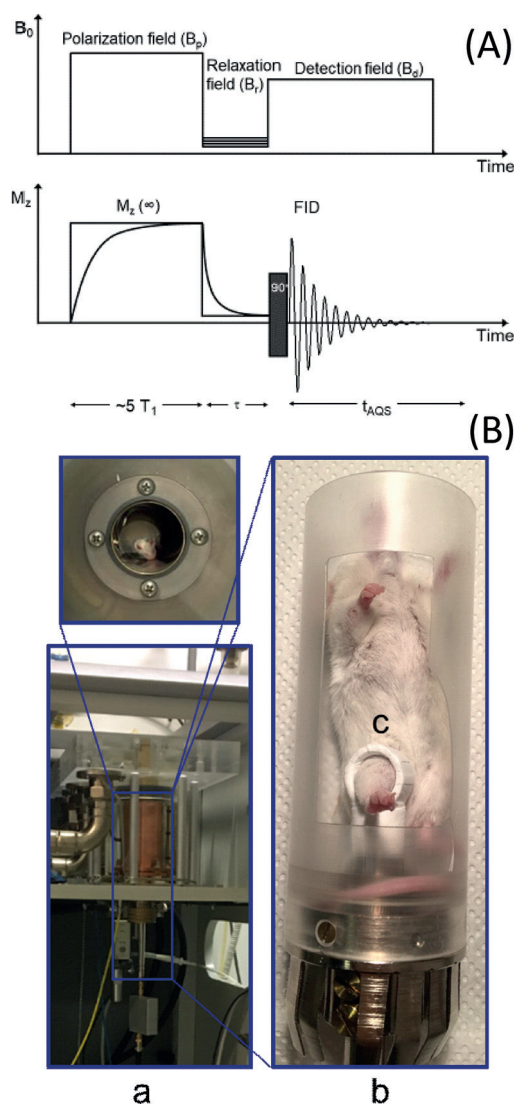 B₀
(A)
Polarization field (Bₚ)
Relaxation
field (Bᵣ)
Detection field (B_d)
Time
M_z
M_z (∞)
FID
90°
Time
~5 T₁
τ
t_AQS
(B)
c
a
b